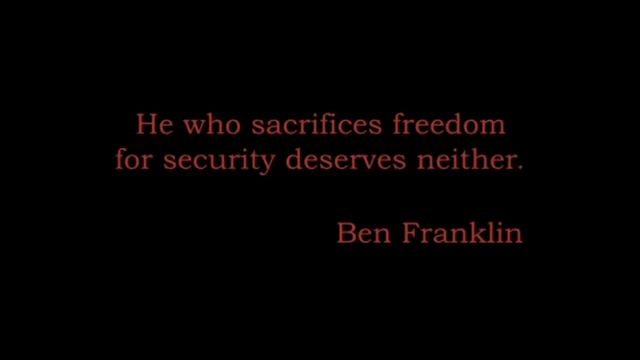 He who sacrifices freedom
for security deserves neither.
Ben Franklin